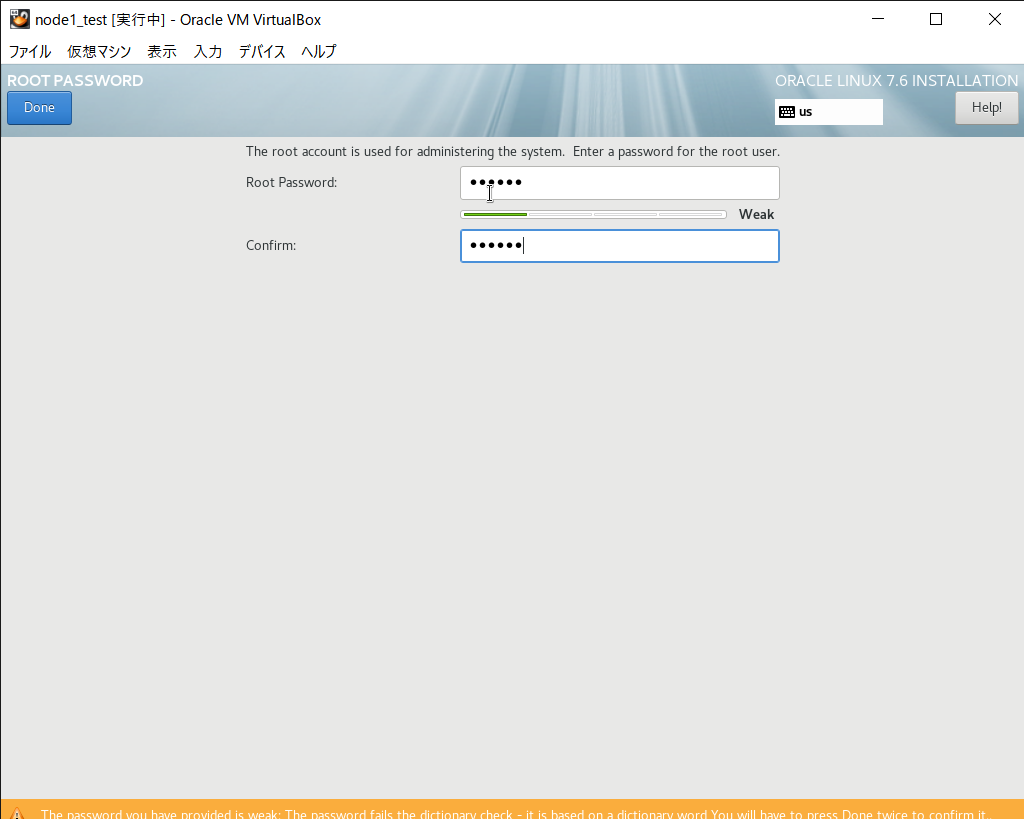 node1_test [実行中] - Oracle VM VirtualBox
ファイル 仮想マシン 表示 入力 デバイス ヘルプ
ROOT PASSWORD
ORACLE LINUX 7.6 INSTALLATION
Done
us
Help!
The root account is used for administering the system. Enter a password for the root user.
Root Password:
••••••
Weak
Confirm:
••••••
The password you have provided is weak: The password fails the dictionary check - it is based on a dictionary word You will have to press Done twice to confirm it.